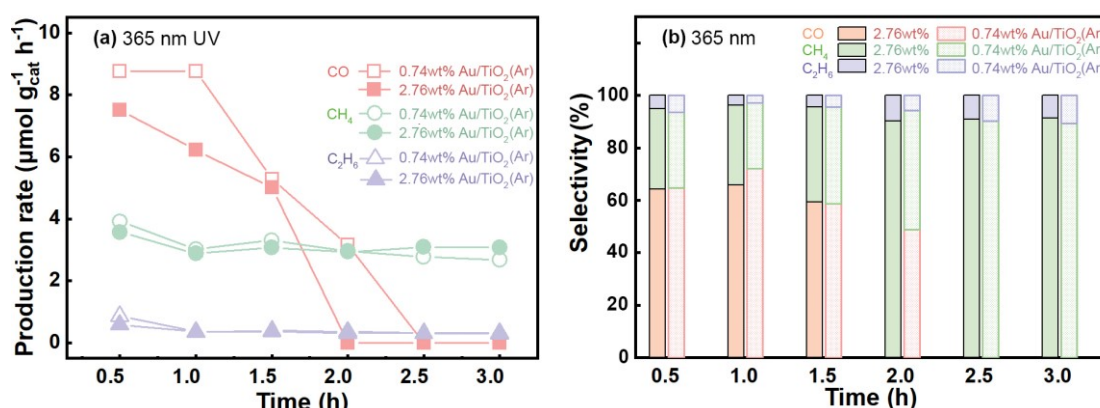 (a) 365 nm UV
CO 0.74wt% Au/TiO₂(Ar)
2.76wt% Au/TiO₂(Ar)
CH₄ 0.74wt% Au/TiO₂(Ar)
2.76wt% Au/TiO₂(Ar)
C₂H₆ 0.74wt% Au/TiO₂(Ar)
2.76wt% Au/TiO₂(Ar)
Production rate (μmol g⁻¹cat h⁻¹)
10
8
6
4
2
0
0.5 1.0 1.5 2.0 2.5 3.0
Time (h)
(b) 365 nm
CO 2.76wt% 0.74wt% Au/TiO₂(Ar)
CH₄ 2.76wt% 0.74wt% Au/TiO₂(Ar)
C₂H₆ 2.76wt% 0.74wt% Au/TiO₂(Ar)
Selectivity (%)
100
80
60
40
20
0
0.5 1.0 1.5 2.0 2.5 3.0
Time (h)